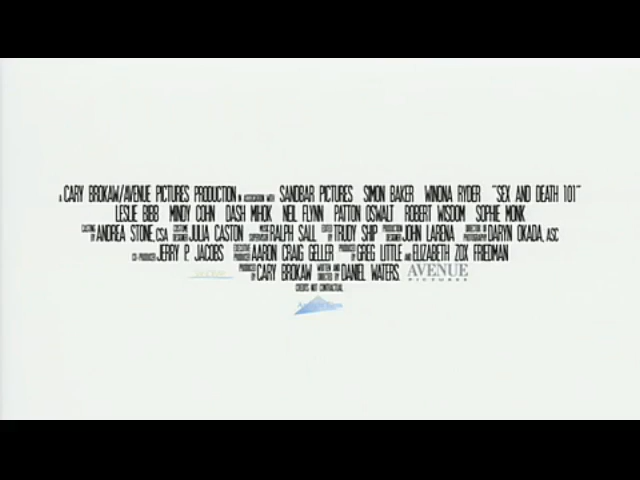 A CARY BROKAW/AVENUE PICTURES PRODUCTION IN ASSOCIATION WITH SANDBAR PICTURES SIMON BAKER WINONA RYDER "SEX AND DEATH 101"
LESLIE BIBB MINDY COHN DASH MIHOK NEIL FLYNN PATTON OSWALT ROBERT WISDOM SOPHIE MONK
CASTING BY ANDREA STONE, CSA COSTUME DESIGNER JULIA CASTON MUSIC SUPERVISOR RALPH SALL EDITED BY TRUDY SHIP PRODUCTION DESIGNER JOHN LARENA DIRECTOR OF PHOTOGRAPHY DARYN OKADA, ASC
CO-PRODUCER JERRY P. JACOBS EXECUTIVE PRODUCER AARON CRAIG GELLER PRODUCED BY GREG LITTLE AND ELIZABETH ZOX FRIEDMAN
PRODUCED BY CARY BROKAW WRITTEN AND DIRECTED BY DANIEL WATERS AVENUE PICTURES
CREDITS NOT CONTRACTUAL